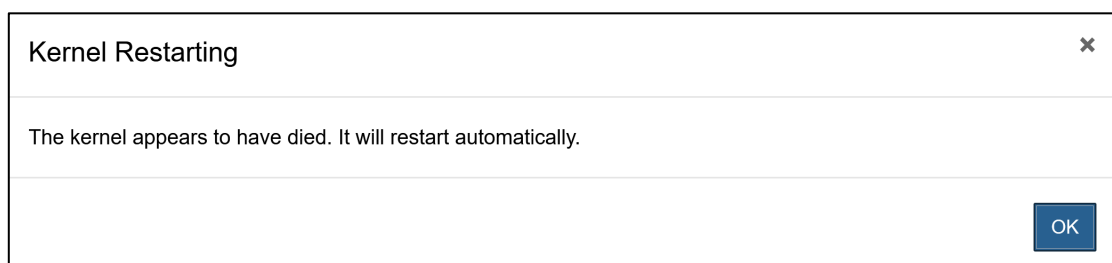 Kernel Restarting
The kernel appears to have died. It will restart automatically.
OK